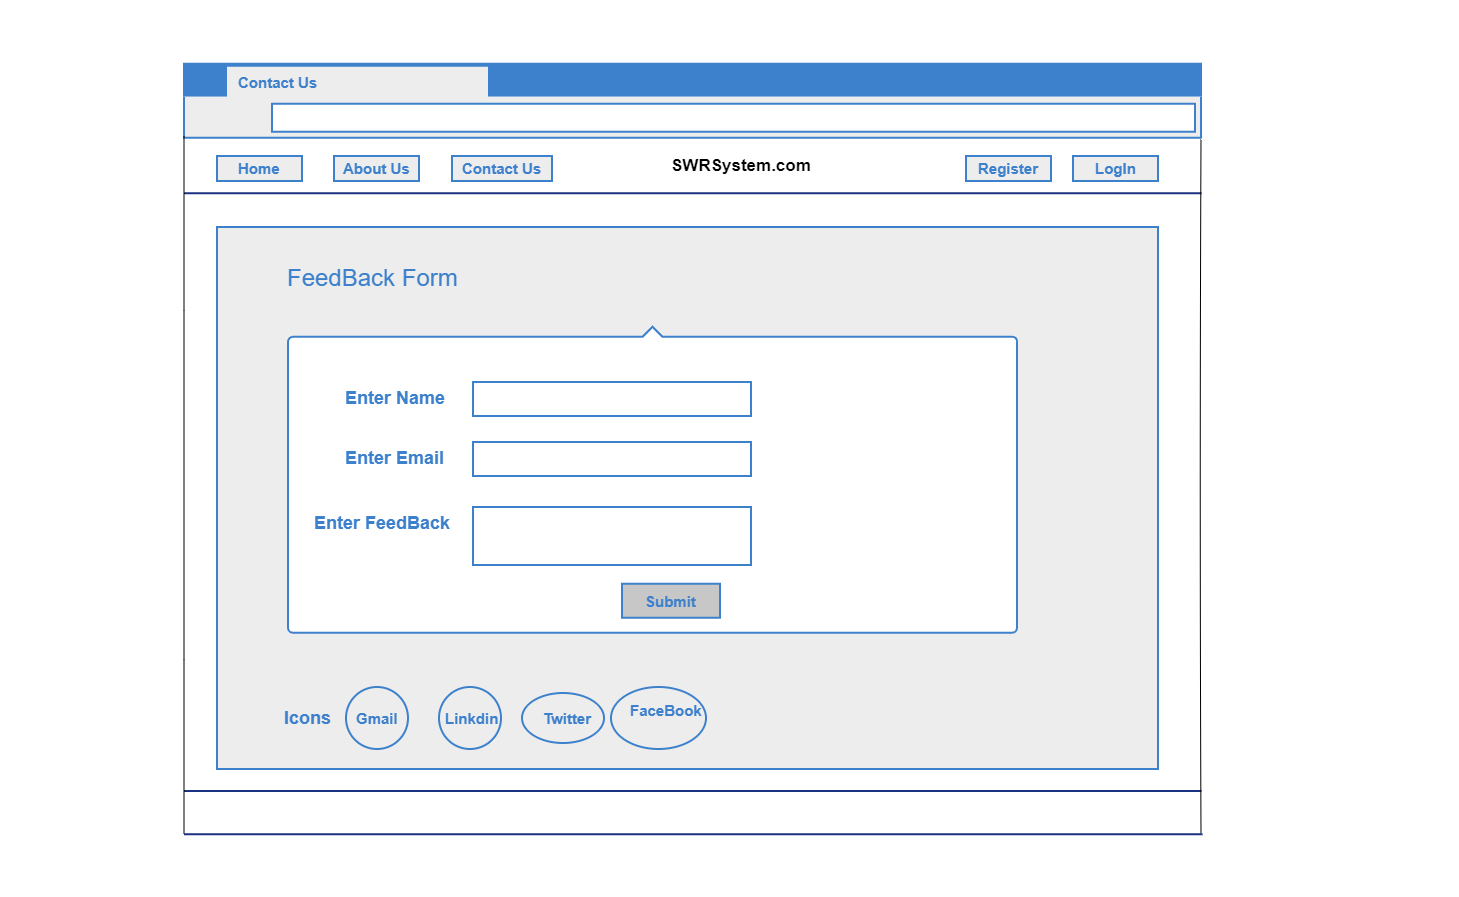 Contact Us
Home About Us Contact Us SWRSystem.com Register LogIn
FeedBack Form
Enter Name
Enter Email
Enter FeedBack
Submit
Icons Gmail Linkdin Twitter FaceBook